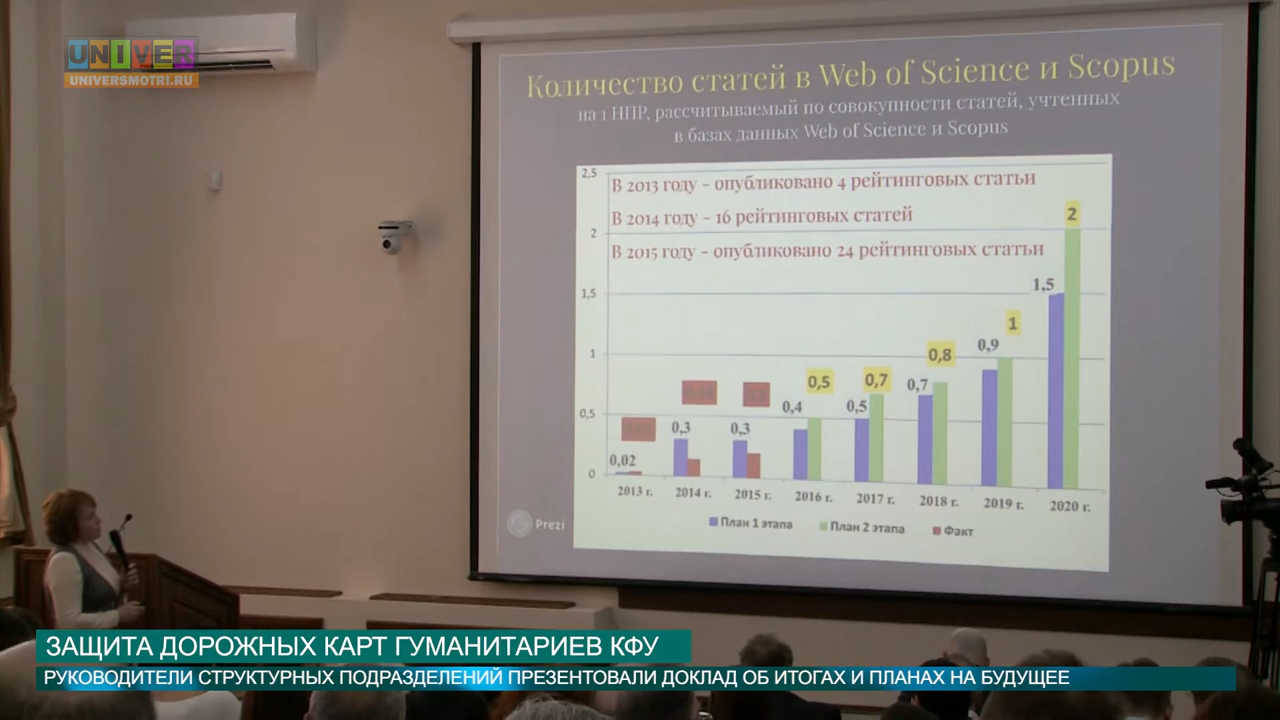 UNIVER
UNIVERSMOTRI.RU
Количество статей в Web of Science и Scopus
на 1 НПР, рассчитываемый по совокупности статей, учтенных
в базах данных Web of Science и Scopus
2,5
В 2013 году - опубликовано 4 рейтинговых статьи
В 2014 году - 16 рейтинговых статей
2
2
В 2015 году - опубликовано 24 рейтинговых статьи
1,5
1,5
1
0,9
1
0,8
0,7
0,7
0,5
0,5
0,4
0,5
0,3
0,3
0,02
0
2013 г. 2014 г. 2015 г. 2016 г. 2017 г. 2018 г. 2019 г. 2020 г.
План 1 этапа План 2 этапа Факт
Prezi
ЗАЩИТА ДОРОЖНЫХ КАРТ ГУМАНИТАРИЕВ КФУ
РУКОВОДИТЕЛИ СТРУКТУРНЫХ ПОДРАЗДЕЛЕНИЙ ПРЕЗЕНТОВАЛИ ДОКЛАД ОБ ИТОГАХ И ПЛАНАХ НА БУДУЩЕЕ